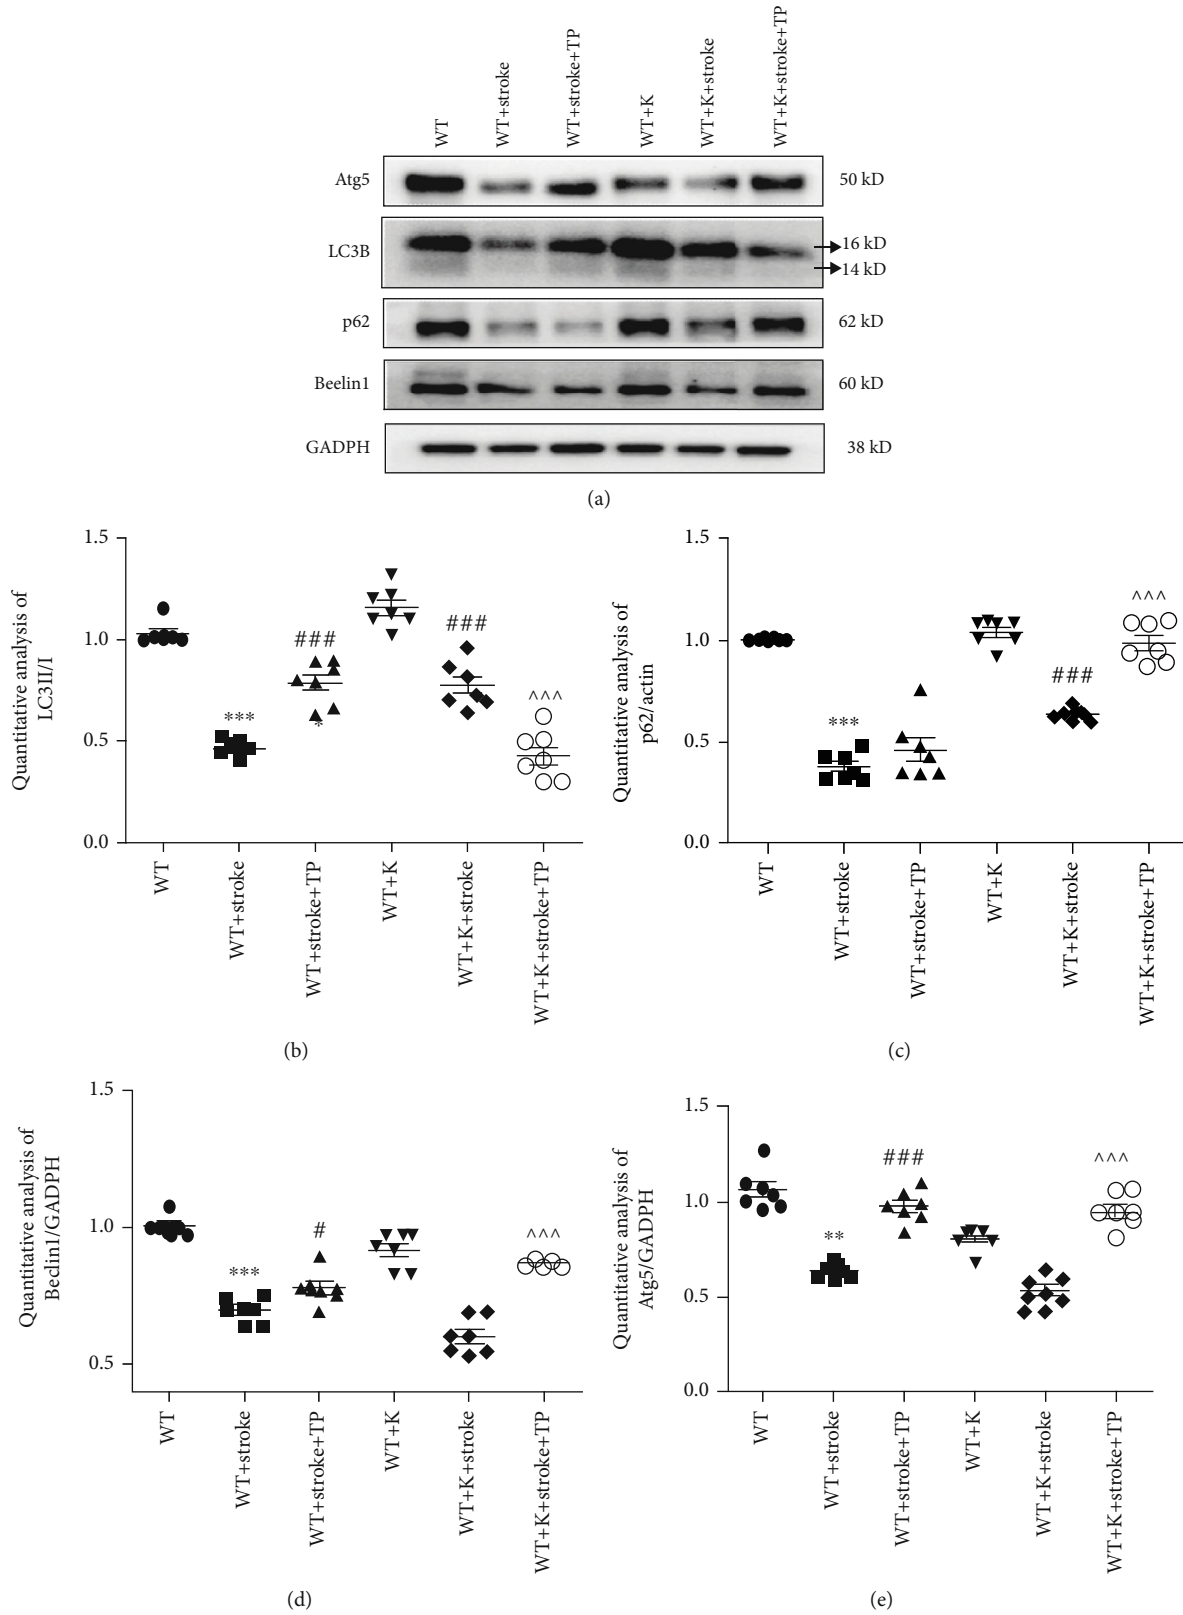 WT
WT+stroke
WT+stroke+TP
WT+K
WT+K+stroke
WT+K+stroke+TP
Atg5
50 kD
LC3B
16 kD
14 kD
p62
62 kD
Beelin1
60 kD
GADPH
38 kD
(a)
Quantitative analysis of
LC3II/I
1.5
1.0
0.5
0.0
***
###
*
###
^^^
WT
WT+stroke
WT+stroke+TP
WT+K
WT+K+stroke
WT+K+stroke+TP
(b)
Quantitative analysis of
p62/actin
1.5
1.0
0.5
0.0
***
###
^^^
WT
WT+stroke
WT+stroke+TP
WT+K
WT+K+stroke
WT+K+stroke+TP
(c)
Quantitative analysis of
Beclin1/GADPH
1.5
1.0
0.5
***
#
^^^
WT
WT+stroke
WT+stroke+TP
WT+K
WT+K+stroke
WT+K+stroke+TP
(d)
Quantitative analysis of
Atg5/GADPH
1.5
1.0
0.5
0.0
**
###
^^^
WT
WT+stroke
WT+stroke+TP
WT+K
WT+K+stroke
WT+K+stroke+TP
(e)